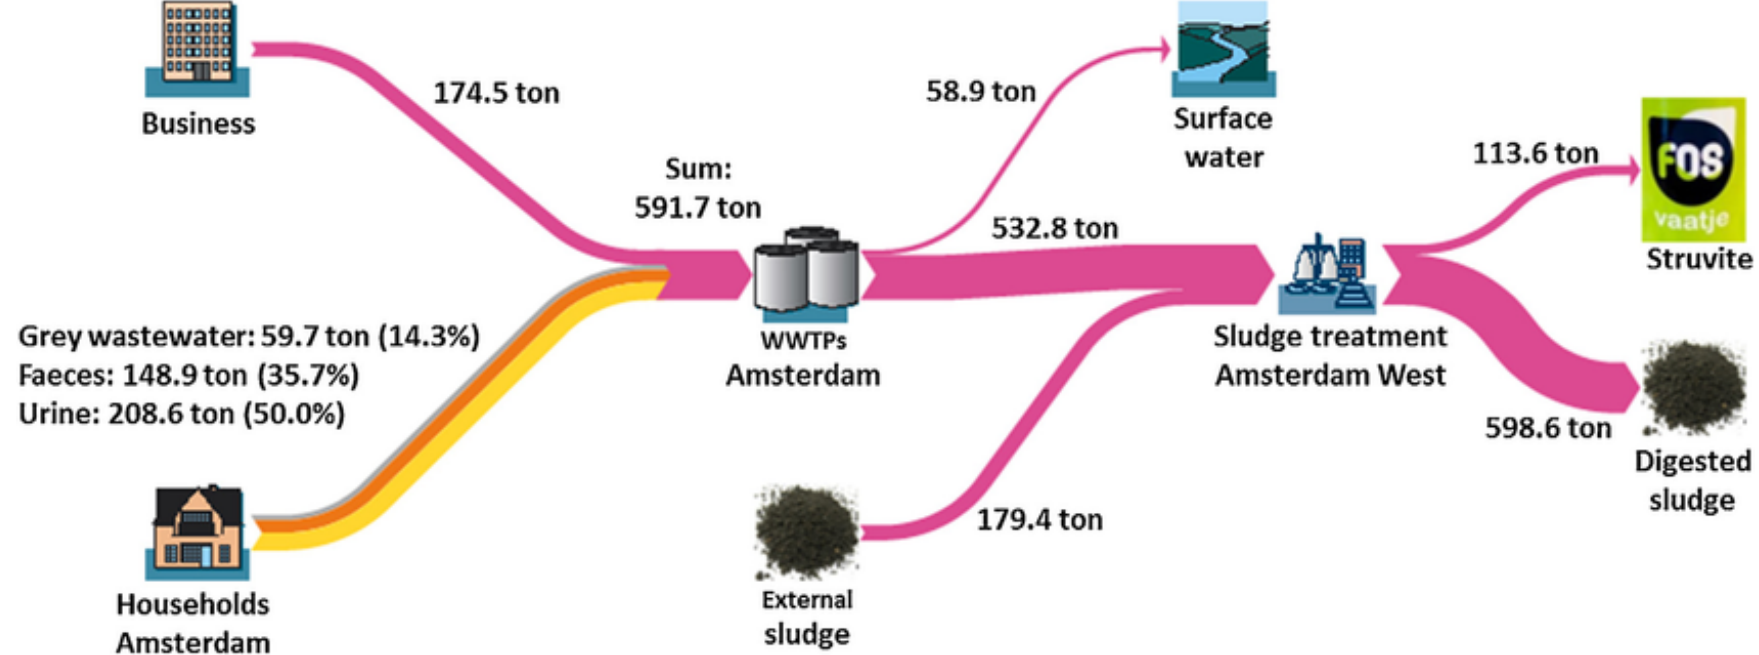 Business
174.5 ton
Sum:
591.7 ton
58.9 ton
Surface
water
532.8 ton
113.6 ton
FOS
vaatje
Struvite
Grey wastewater: 59.7 ton (14.3%)
Faeces: 148.9 ton (35.7%)
Urine: 208.6 ton (50.0%)
WWTPs
Amsterdam
Sludge treatment
Amsterdam West
598.6 ton
Digested
sludge
179.4 ton
Households
Amsterdam
External
sludge